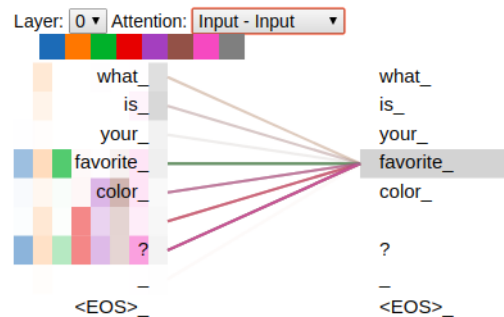 Layer: 0 Attention: Input - Input
what_ what_
is_ is_
your_ your_
favorite_ favorite_
color_ color_
? ?
_ _
<EOS>_ <EOS>_